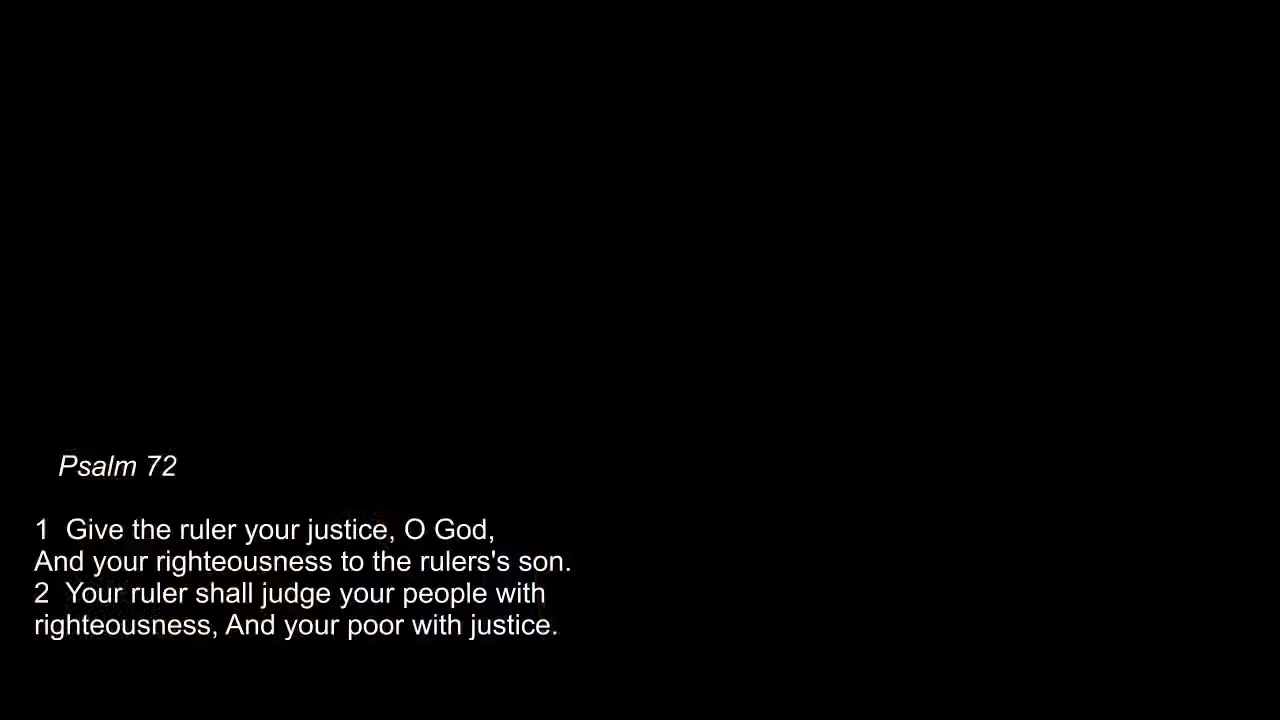 Psalm 72
1  Give the ruler your justice, O God,
And your righteousness to the rulers's son.
2  Your ruler shall judge your people with
righteousness, And your poor with justice.